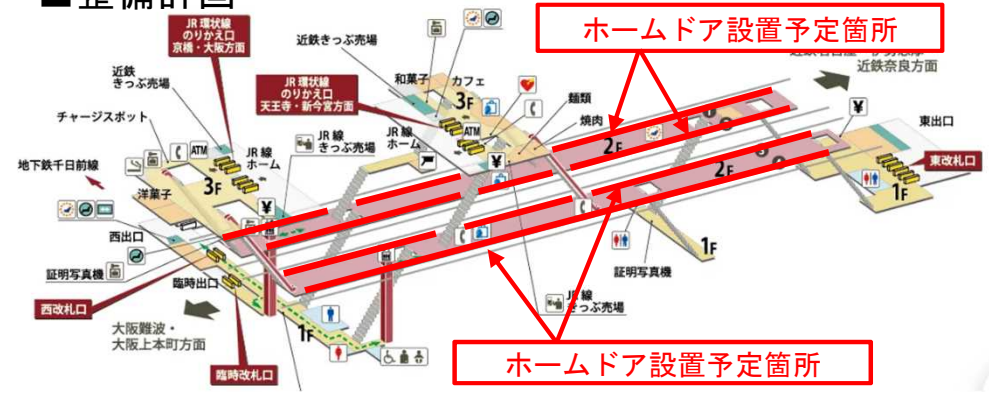 ■整備計画
JR環状線
のりかえ口
京橋・大阪方面
近鉄きっぷ売場
ホームドア設置予定箇所
近鉄奈良方面
近鉄
きっぷ売場
JR環状線
のりかえ口
天王寺・新今宮方面
和菓子
カフェ
3F
麺類
焼肉
チャージスポット
ATM
JR線
ホーム
JR線
きっぷ売場
JR線
ホーム
ATM
2F
¥
東出口
地下鉄千日前線
洋菓子
3F
¥
¥
2F
東改札口
1F
西出口
証明写真機
臨時出口
1F
証明写真機
西改札口
JR線
きっぷ売場
大阪難波・
大阪上本町方面
1F
臨時改札口
ホームドア設置予定箇所